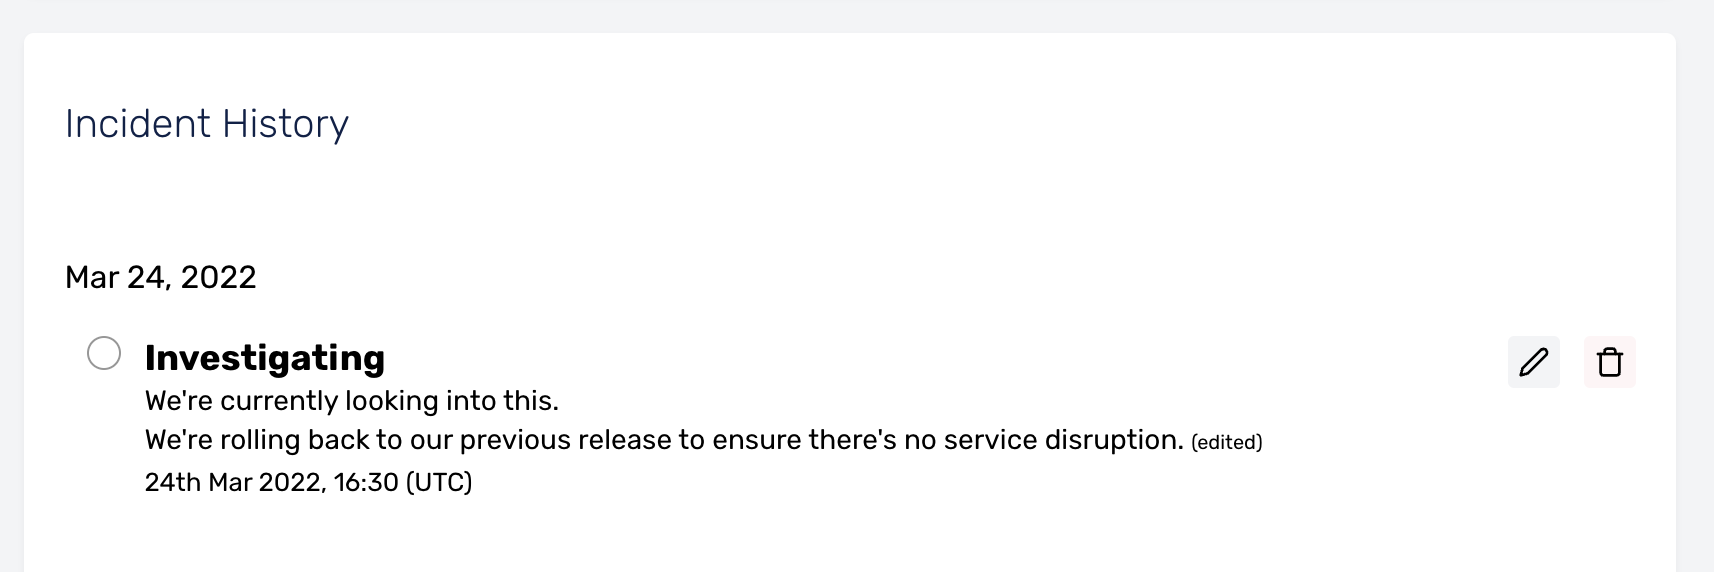 Incident History
Mar 24, 2022
Investigating
We're currently looking into this.
We're rolling back to our previous release to ensure there's no service disruption. (edited)
24th Mar 2022, 16:30 (UTC)